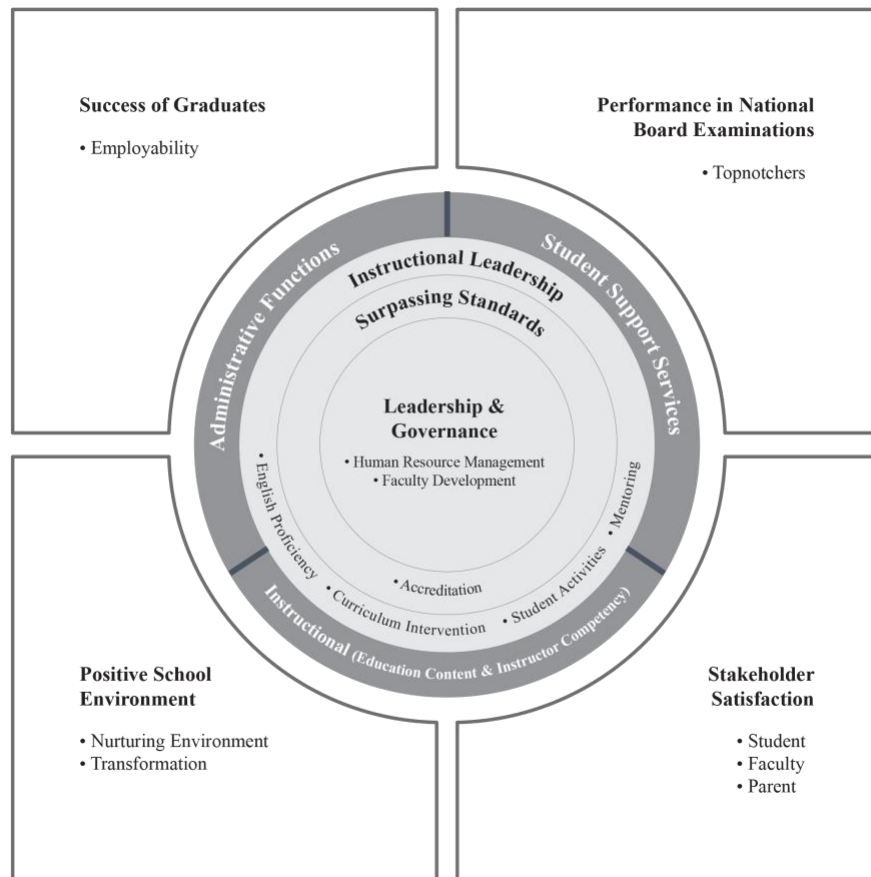 Success of Graduates
• Employability
Performance in National
Board Examinations
• Topnotchers
Administrative Functions
Student Support Services
Instructional Leadership
Surpassing Standards
Leadership &
Governance
• Human Resource Management
• Faculty Development
• Accreditation
• English Proficiency
• Curriculum Intervention
• Student Activities
• Mentoring
Instructional (Education Content & Instructor Competency)
Positive School
Environment
• Nurturing Environment
• Transformation
Stakeholder
Satisfaction
• Student
• Faculty
• Parent